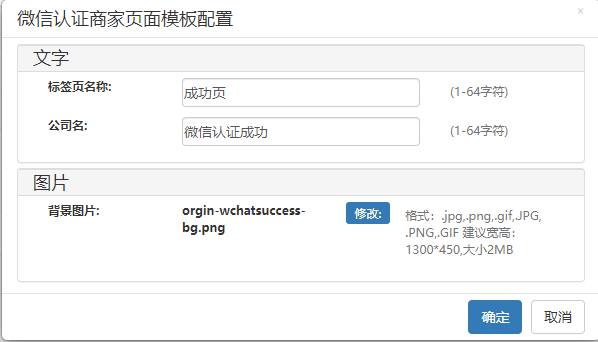 微信认证商家页面模板配置 ×
文字
标签页名称: 成功页 (1-64字符)
公司名: 微信认证成功 (1-64字符)
图片
背景图片: orgin-wchatsuccess-bg.png 修改: 格式：.jpg,.png,.gif,.JPG,
.PNG,.GIF 建议宽高：
1300*450,大小2MB
确定 取消